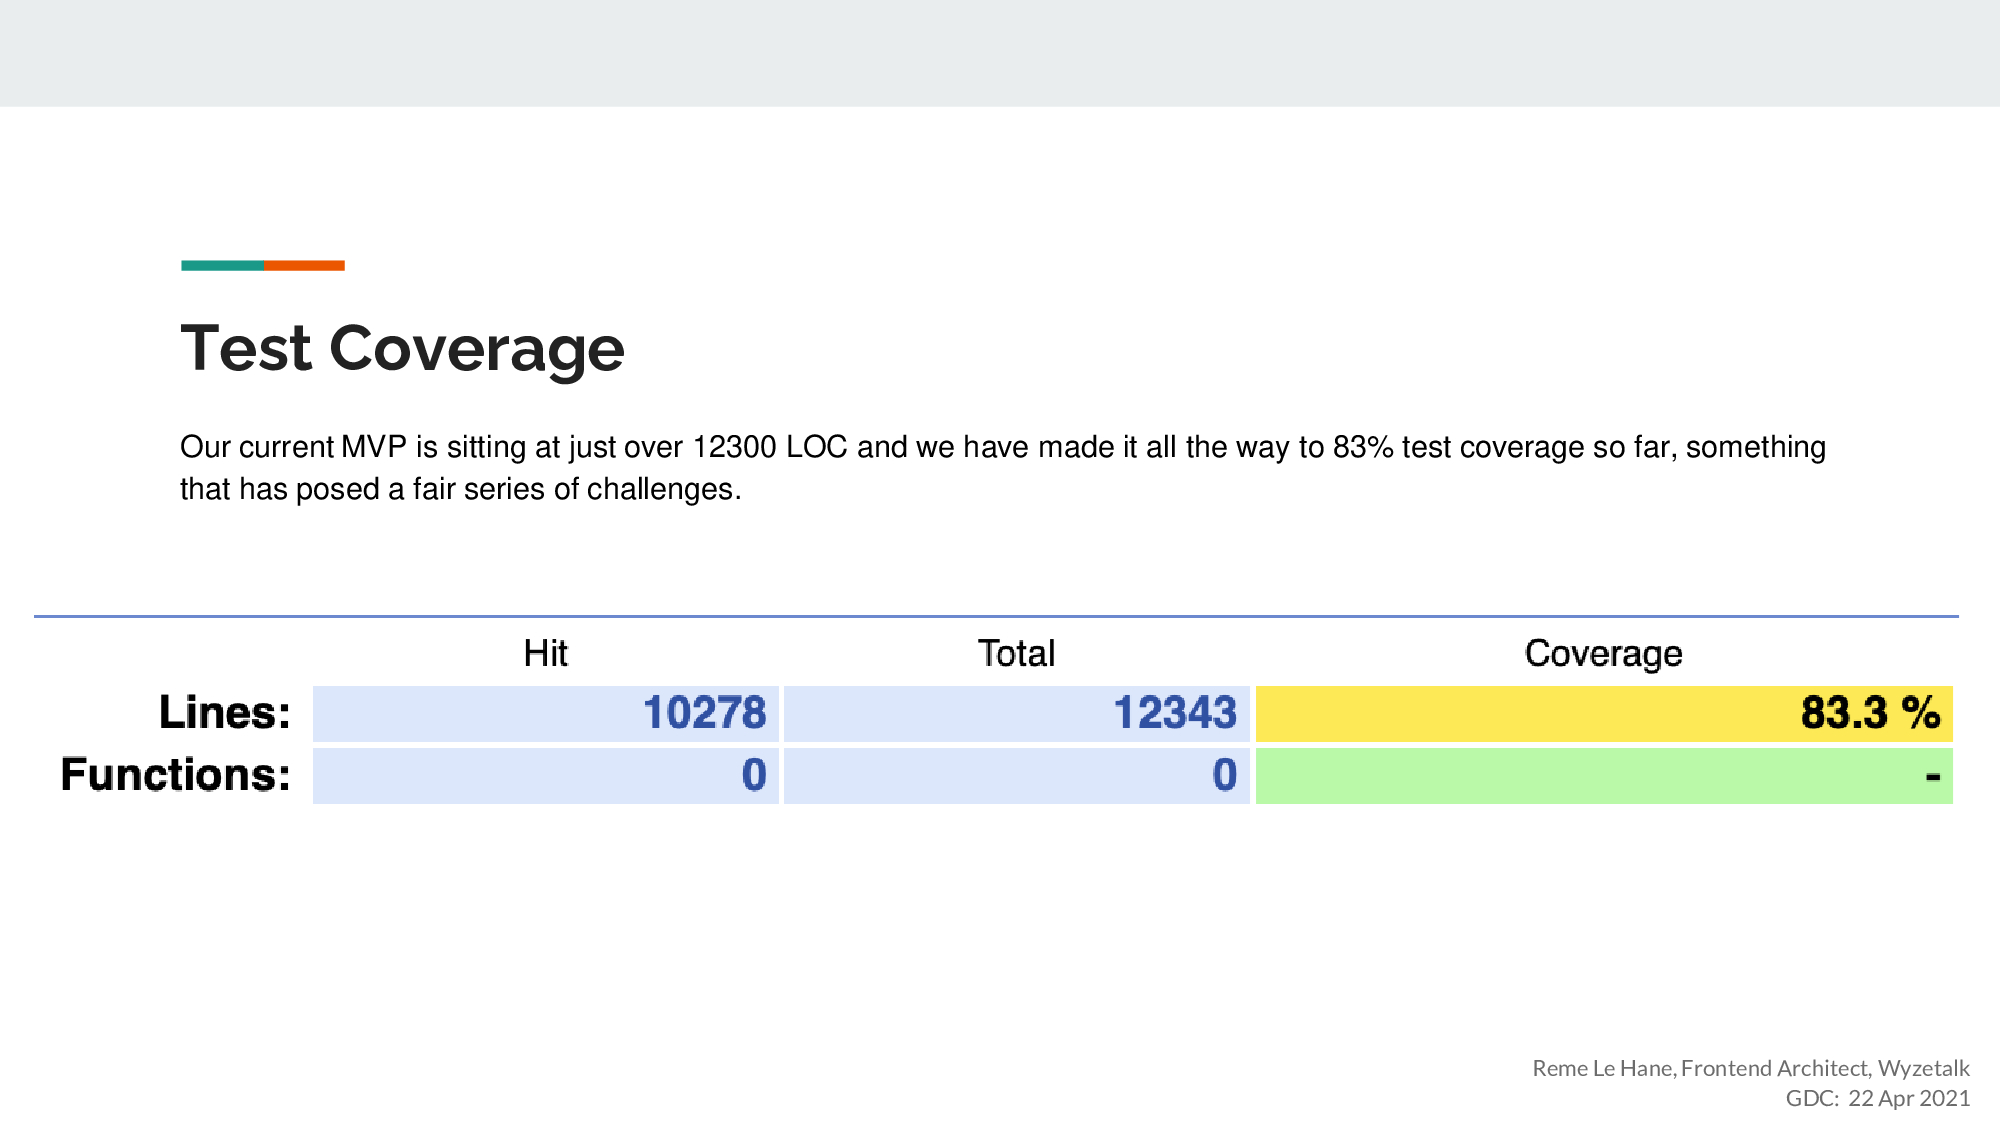 Test Coverage
Our current MVP is sitting at just over 12300 LOC and we have made it all the way to 83% test coverage so far, something
that has posed a fair series of challenges.
Hit Total Coverage
Lines: 10278 12343 83.3 %
Functions: 0 0 -
Reme Le Hane, Frontend Architect, Wyzetalk
GDC: 22 Apr 2021